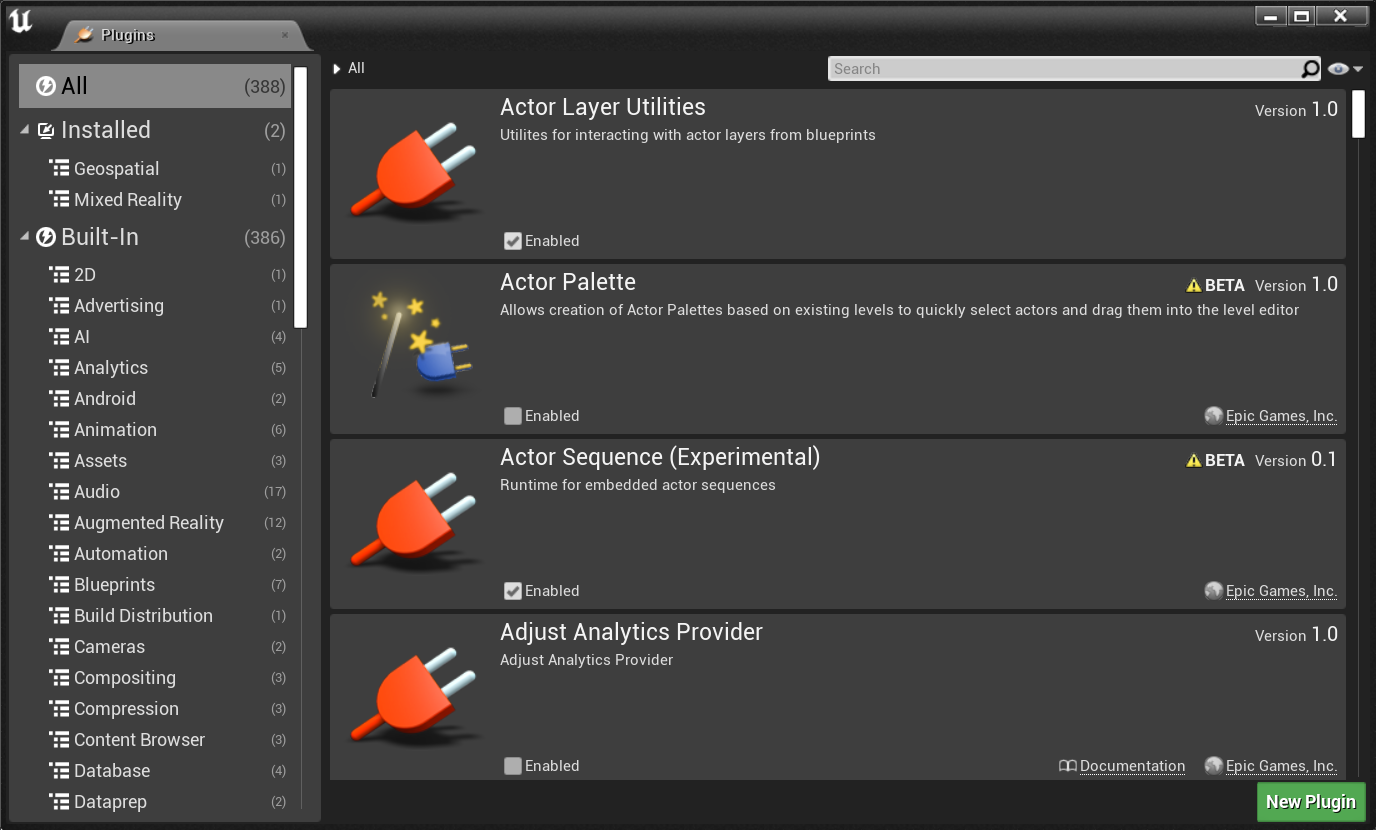 Plugins
All (388)
Installed (2)
Geospatial (1)
Mixed Reality (1)
Built-In (386)
2D (1)
Advertising (1)
AI (4)
Analytics (5)
Android (2)
Animation (6)
Assets (3)
Audio (17)
Augmented Reality (12)
Automation (2)
Blueprints (7)
Build Distribution (1)
Cameras (2)
Compositing (3)
Compression (3)
Content Browser (3)
Database (4)
Dataprep (2)
All
Search
Actor Layer Utilities Version 1.0
Utilites for interacting with actor layers from blueprints
Enabled
Actor Palette BETA Version 1.0
Allows creation of Actor Palettes based on existing levels to quickly select actors and drag them into the level editor
Enabled Epic Games, Inc.
Actor Sequence (Experimental) BETA Version 0.1
Runtime for embedded actor sequences
Enabled Epic Games, Inc.
Adjust Analytics Provider Version 1.0
Adjust Analytics Provider
Enabled Documentation Epic Games, Inc.
New Plugin